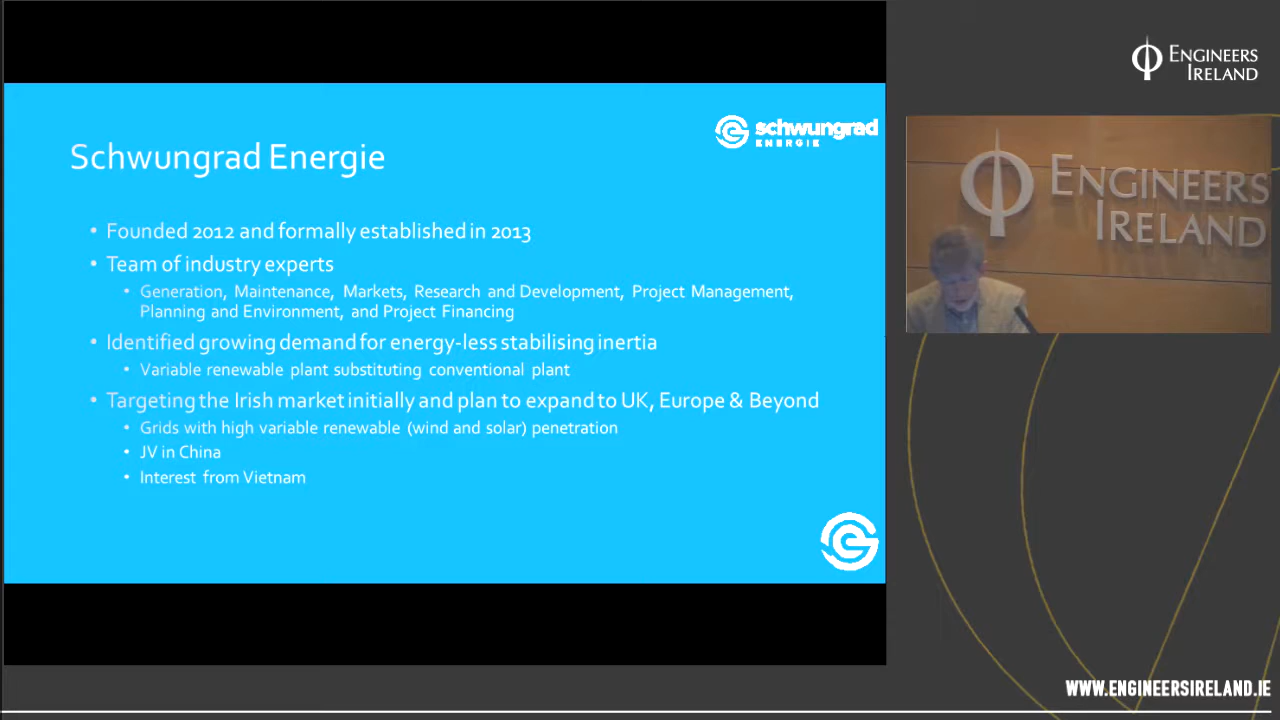 ENGINEERS
IRELAND
schwungrad
ENERGIE
Schwungrad Energie
• Founded 2012 and formally established in 2013
• Team of industry experts
• Generation, Maintenance, Markets, Research and Development, Project Management,
Planning and Environment, and Project Financing
• Identified growing demand for energy-less stabilising inertia
• Variable renewable plant substituting conventional plant
• Targeting the Irish market initially and plan to expand to UK, Europe & Beyond
• Grids with high variable renewable (wind and solar) penetration
• JV in China
• Interest from Vietnam
ENGINEERS
IRELAND
WWW.ENGINEERSIRELAND.IE